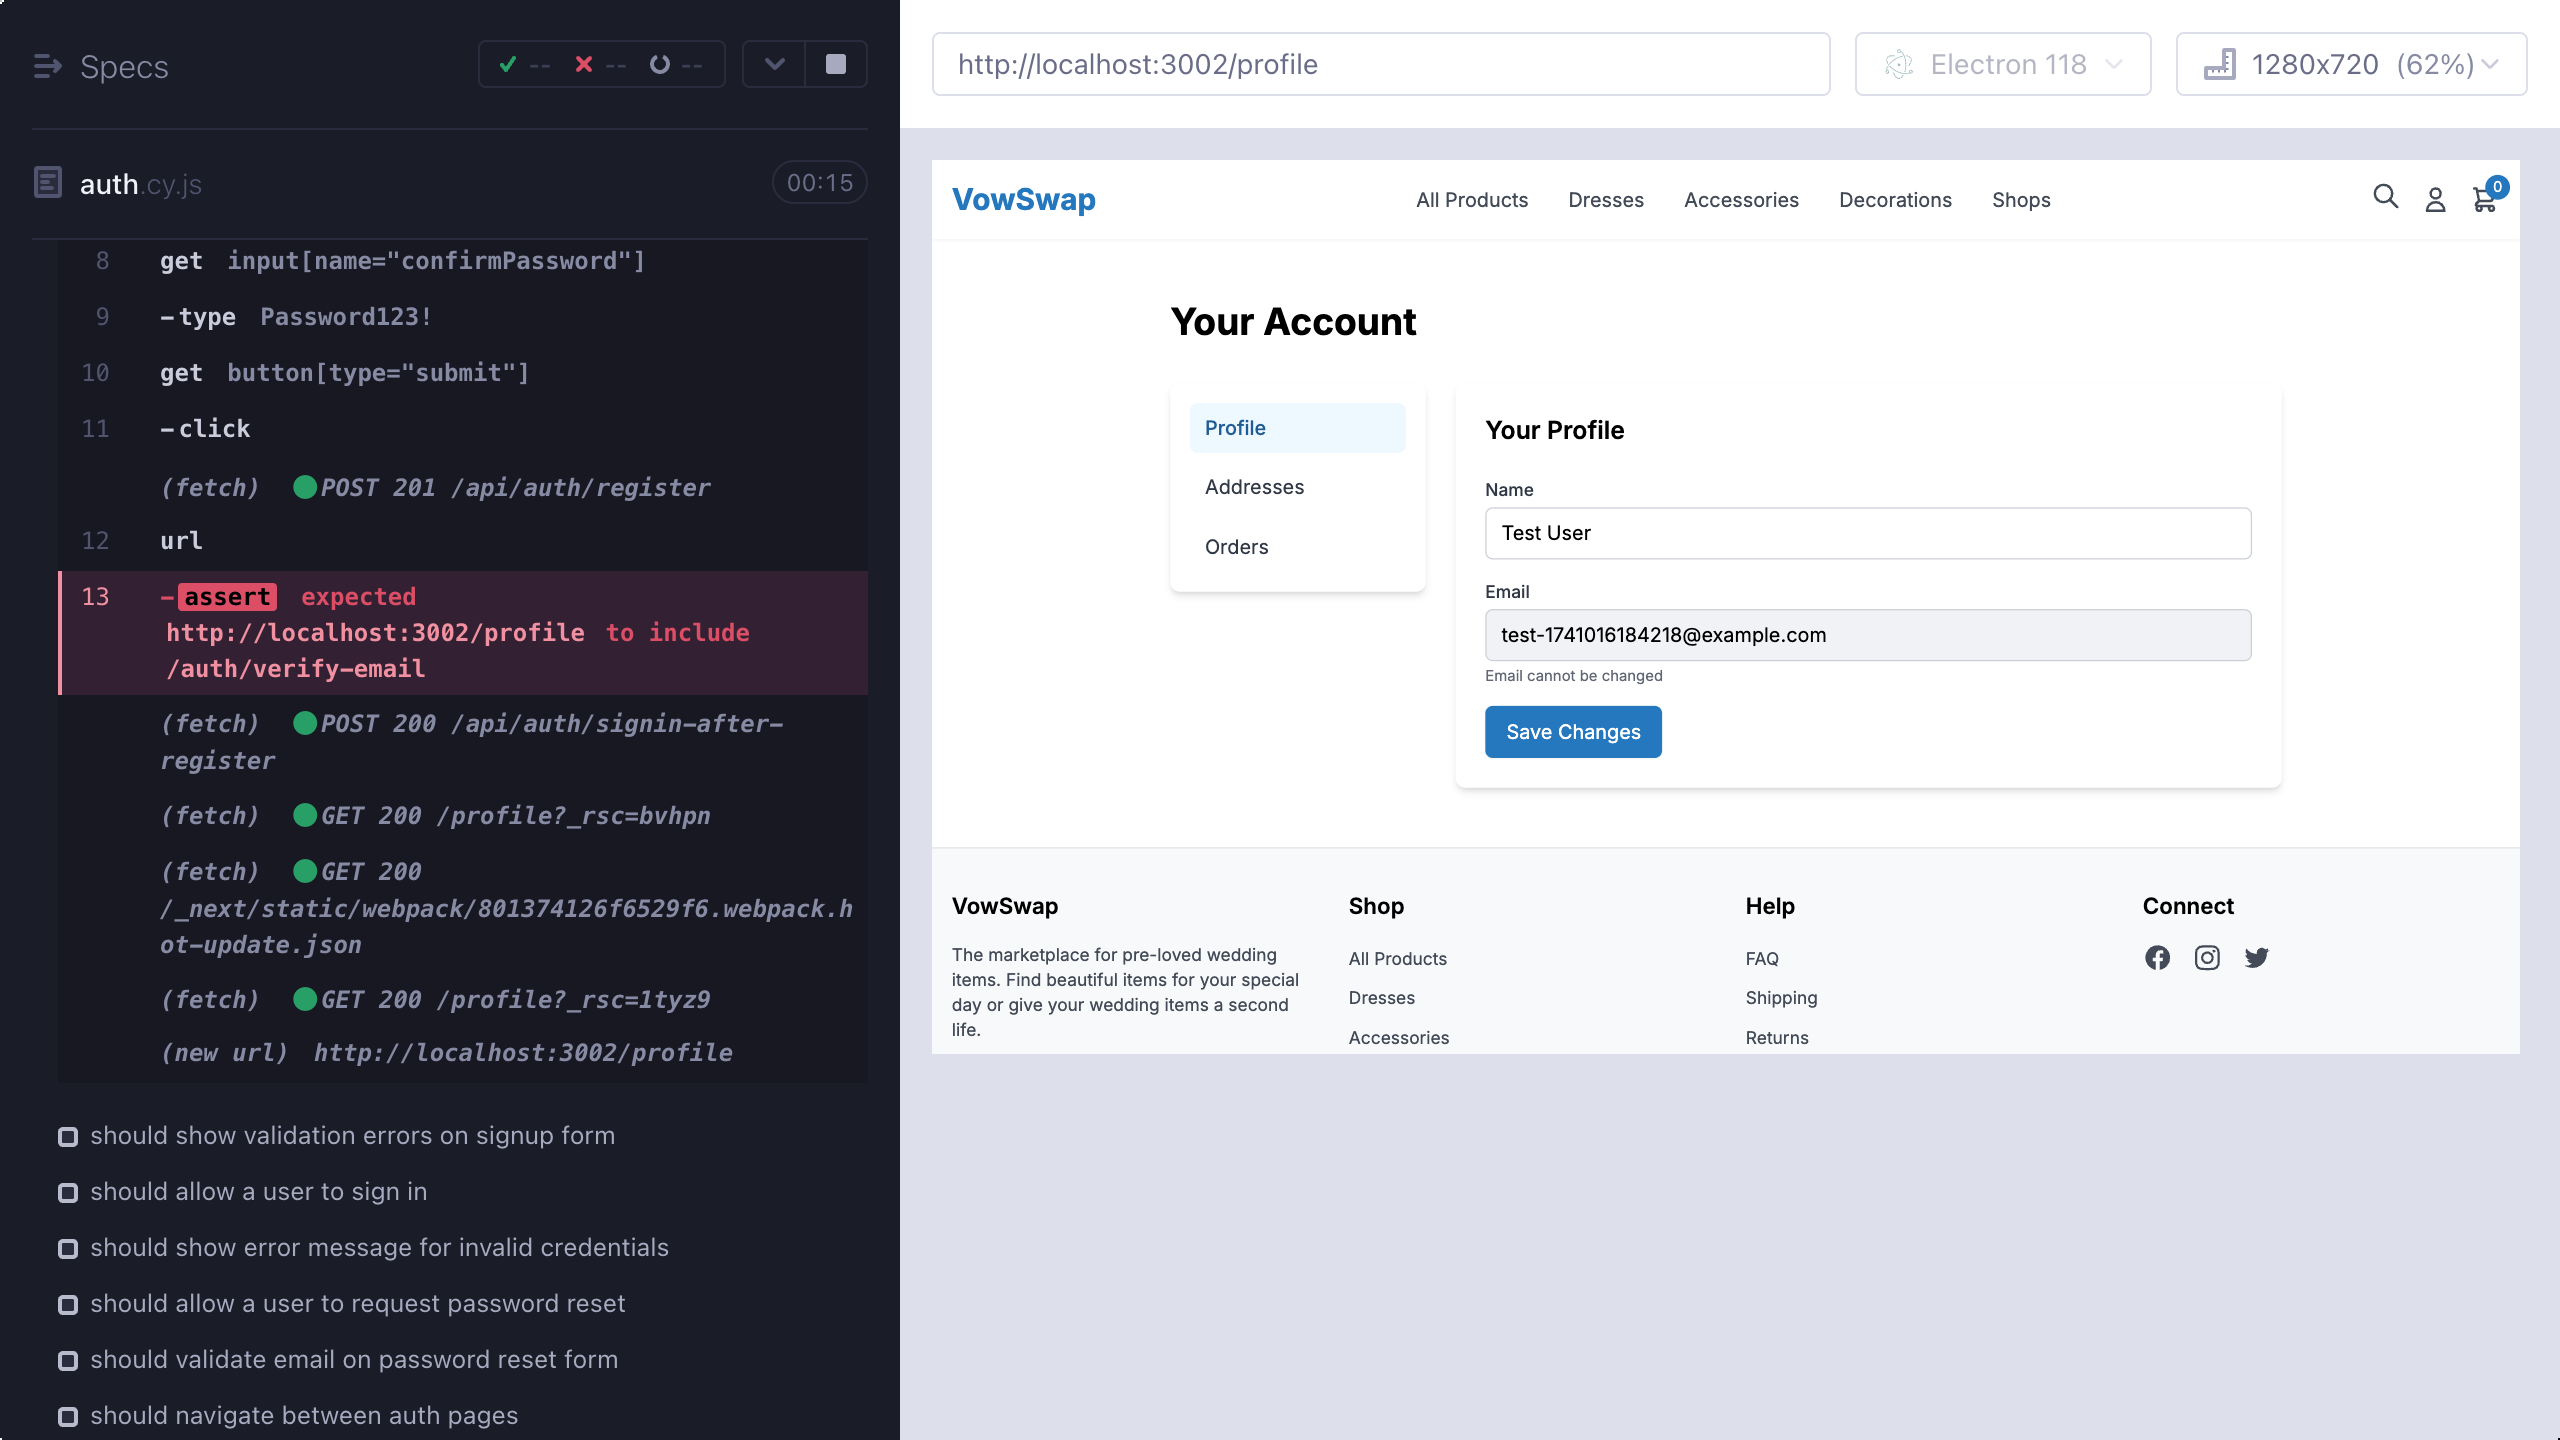 Specs
-- -- --
auth.cy.js
00:15
8 get input[name="confirmPassword"]
9 -type Password123!
10 get button[type="submit"]
11 -click
(fetch) POST 201 /api/auth/register
12 url
13 -assert expected
http://localhost:3002/profile to include
/auth/verify-email
(fetch) POST 200 /api/auth/signin-after-
register
(fetch) GET 200 /profile?_rsc=bvhpn
(fetch) GET 200
/_next/static/webpack/801374126f6529f6.webpack.h
ot-update.json
(fetch) GET 200 /profile?_rsc=1tyz9
(new url) http://localhost:3002/profile
should show validation errors on signup form
should allow a user to sign in
should show error message for invalid credentials
should allow a user to request password reset
should validate email on password reset form
should navigate between auth pages
http://localhost:3002/profile
Electron 118
1280x720 (62%)
VowSwap
All Products
Dresses
Accessories
Decorations
Shops
0
Your Account
Profile
Addresses
Orders
Your Profile
Name
Test User
Email
test-1741016184218@example.com
Email cannot be changed
Save Changes
VowSwap
The marketplace for pre-loved wedding
items. Find beautiful items for your special
day or give your wedding items a second
life.
Shop
All Products
Dresses
Accessories
Help
FAQ
Shipping
Returns
Connect